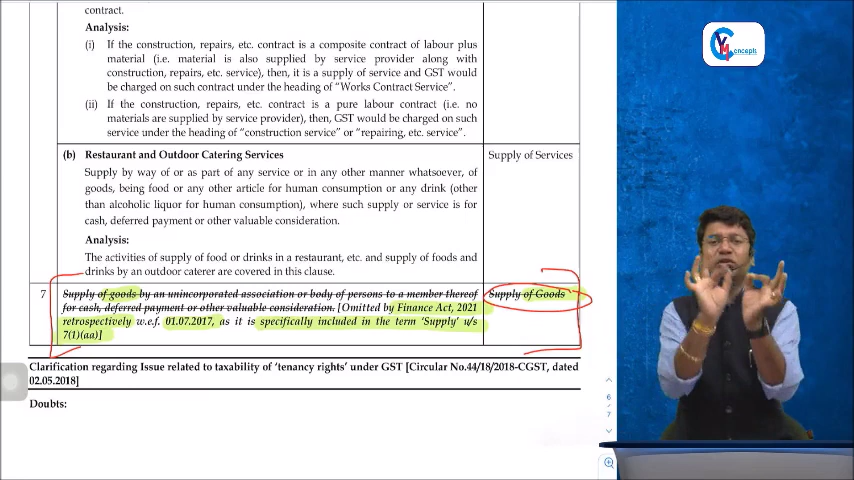 contract.
Analysis:
(i) If the construction, repairs, etc. contract is a composite contract of labour plus
material (i.e. material is also supplied by service provider along with
construction, repairs, etc. service), then, it is a supply of service and GST would
be charged on such contract under the heading of “Works Contract Service”.
(ii) If the construction, repairs, etc. contract is a pure labour contract (i.e. no
materials are supplied by service provider), then, GST would be charged on such
service under the heading of “construction service” or “repairing, etc. service”.
(b) Restaurant and Outdoor Catering Services
Supply of Services
Supply by way of or as part of any service or in any other manner whatsoever, of
goods, being food or any other article for human consumption or any drink (other
than alcoholic liquor for human consumption), where such supply or service is for
cash, deferred payment or other valuable consideration.
Analysis:
The activities of supply of food or drinks in a restaurant, etc. and supply of foods and
drinks by an outdoor caterer are covered in this clause.
7 Supply of goods by an unincorporated association or body of persons to a member thereof
Supply of Goods
for cash, deferred payment or other valuable consideration. [Omitted by Finance Act, 2021
retrospectively w.e.f. 01.07.2017, as it is specifically included in the term ‘Supply’ u/s
7(1)(aa)]
Clarification regarding Issue related to taxability of ‘tenancy rights’ under GST [Circular No.44/18/2018-CGST, dated
02.05.2018]
Doubts:
YM
Concepts
6
/
7